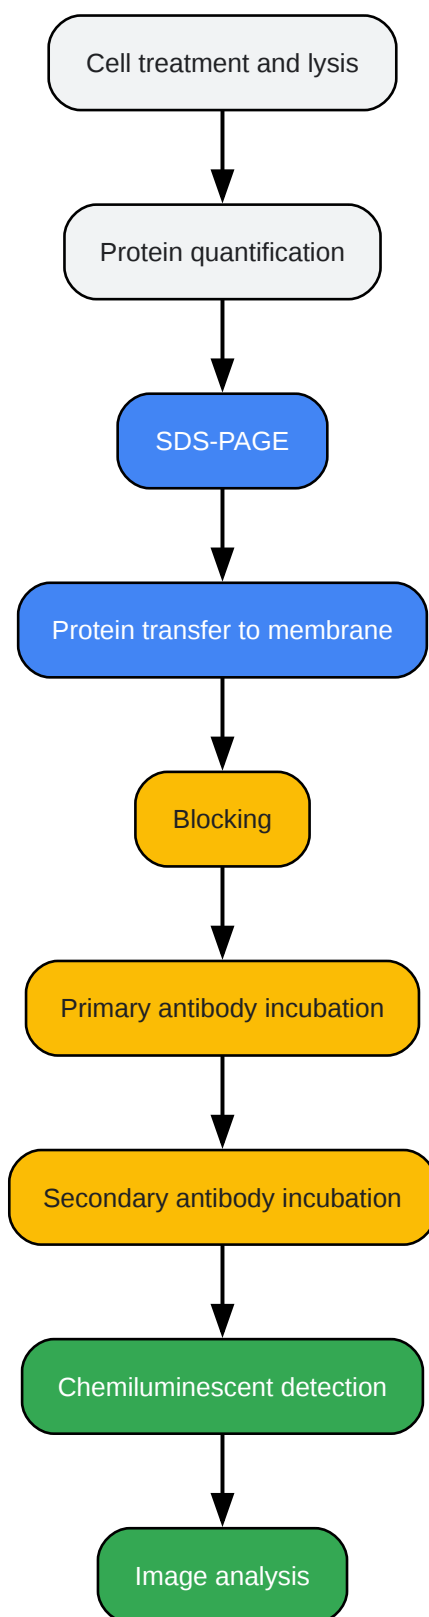 Cell treatment and lysis
Protein quantification
SDS-PAGE
Protein transfer to membrane
Blocking
Primary antibody incubation
Secondary antibody incubation
Chemiluminescent detection
Image analysis